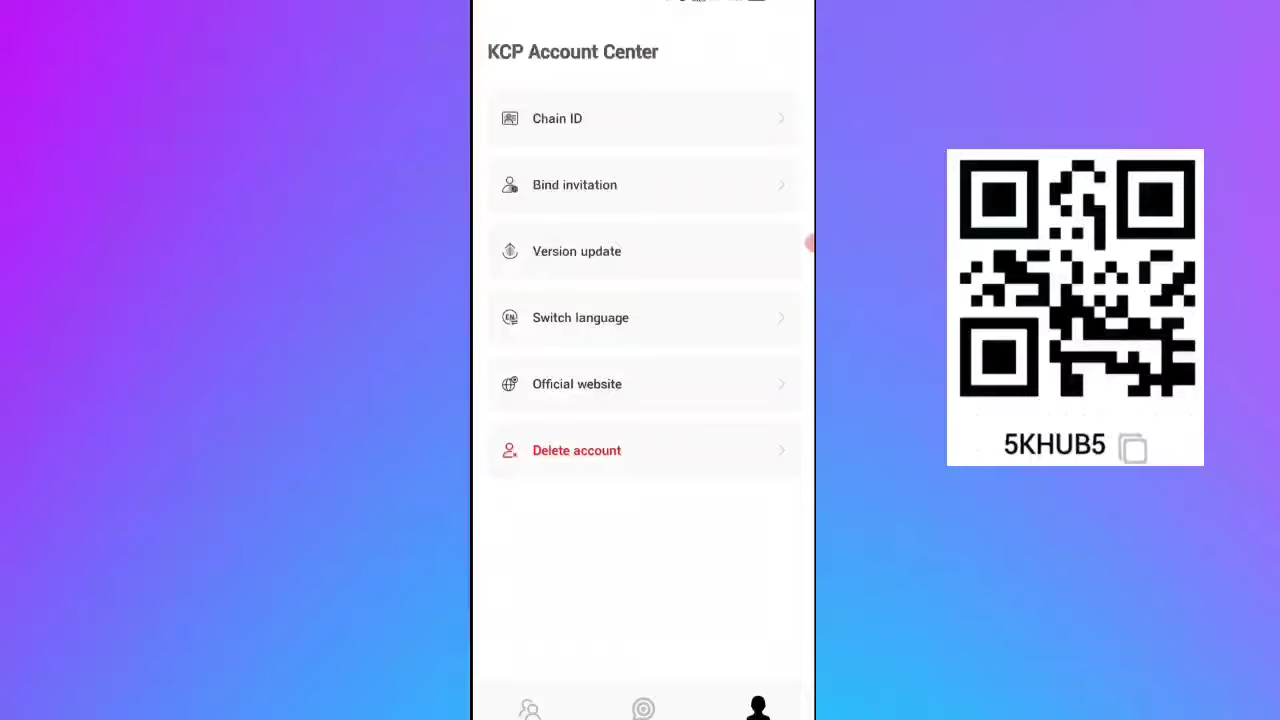 KCP Account Center
Chain ID
Bind invitation
Version update
Switch language
Official website
Delete account
5KHUB5